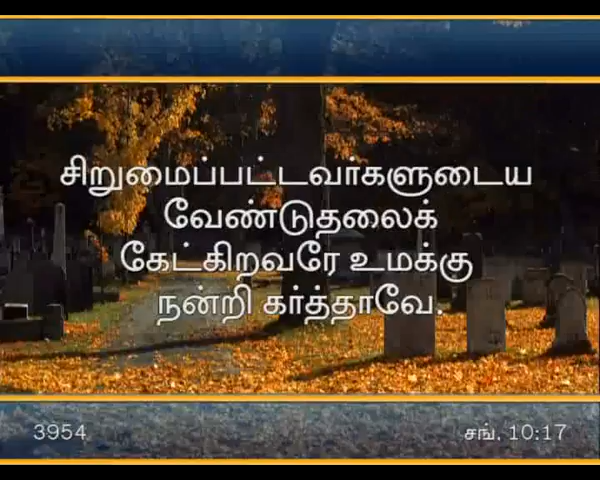 சிறுமைப்பட்டவர்களுடைய
வேண்டுதலைக்
கேட்கிறவரே உமக்கு
நன்றி கர்த்தாவே.
3954
சங். 10:17